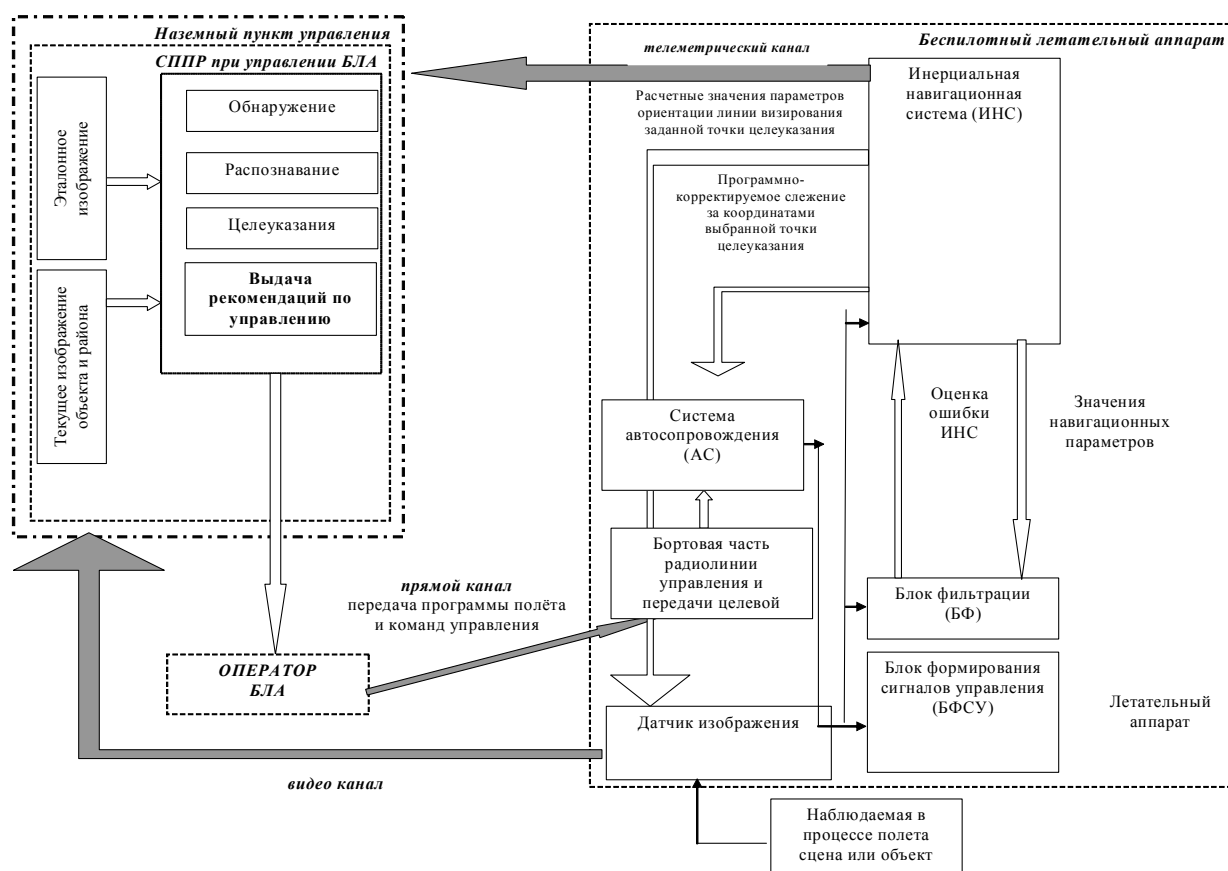 Наземный пункт управления
СППР при управлении БЛА
Эталонное
изображение
Текущее изображение
объекта и района
Обнаружение
Распознавание
Целеуказания
Выдача
рекомендаций по
управлению
ОПЕРАТОР
БЛА
прямой канал
передача программы полёта
и команд управления
видео канал
телеметрический канал
Беспилотный летательный аппарат
Инерциальная
навигационная
система (ИНС)
Расчетные значения параметров
ориентации линии визирования
заданной точки целеуказания
Программно-
корректируемое слежение
за координатами
выбранной точки
целеуказания
Система
автосопровождения
(АС)
Оценка
ошибки
ИНС
Значения
навигационных
параметров
Бортовая часть
радиолинии
управления и
передачи целевой
Блок фильтрации
(БФ)
Блок формирования
сигналов управления
(БФСУ)
Летательный
аппарат
Датчик изображения
Наблюдаемая в
процессе полета
сцена или объект